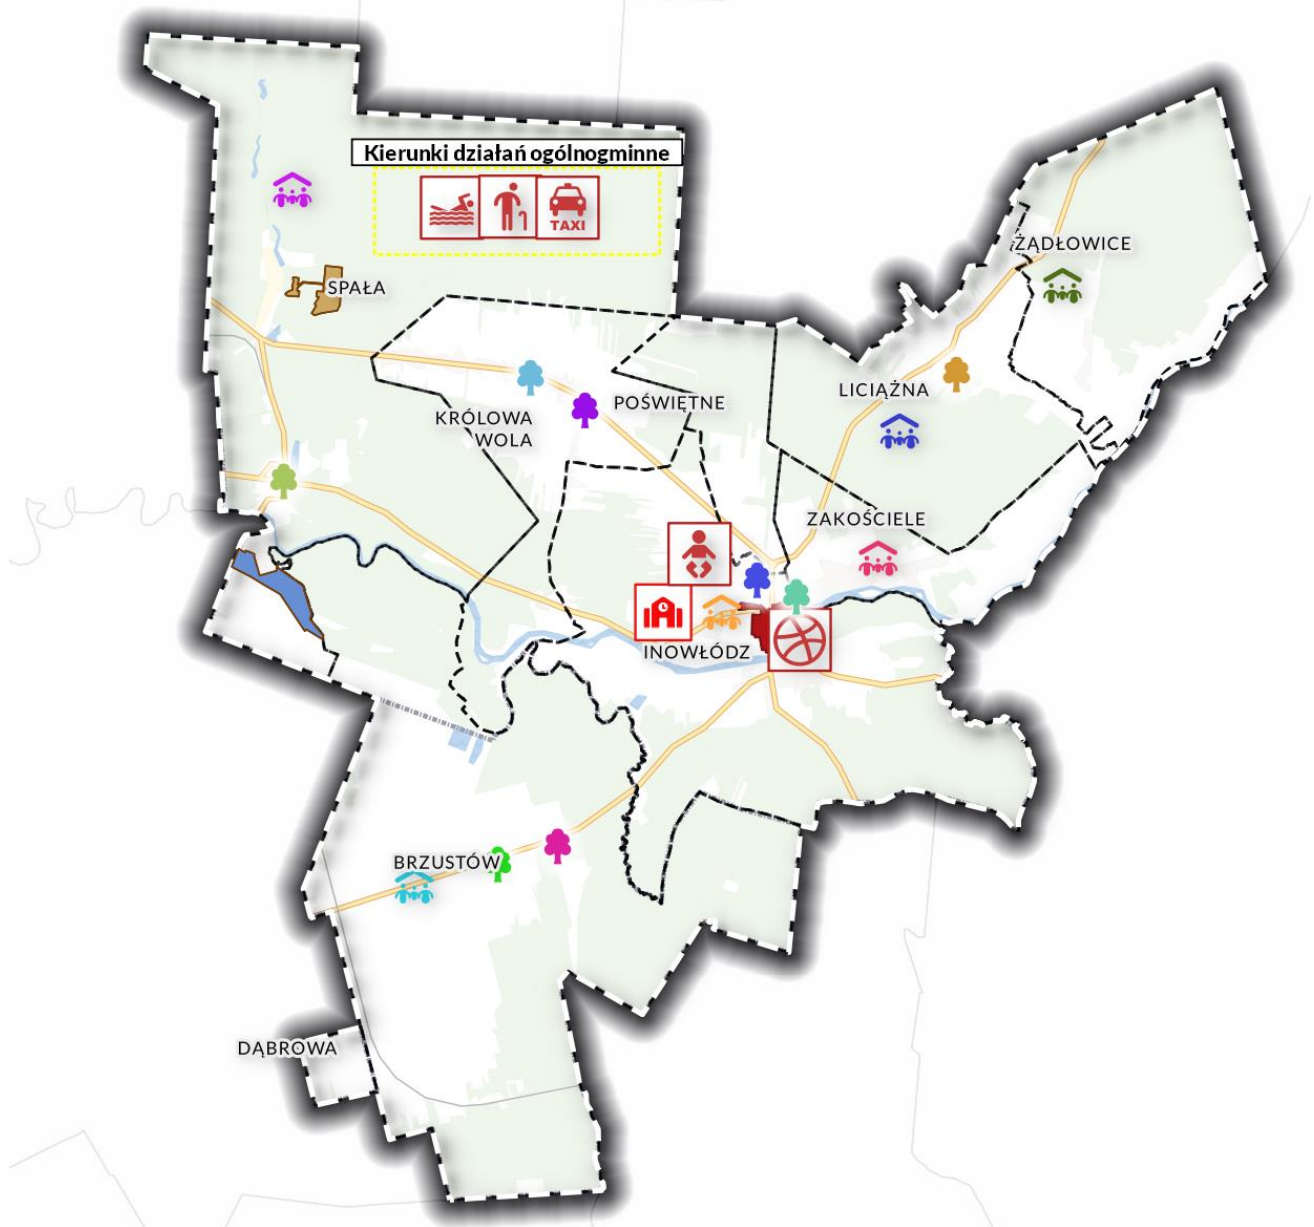 Kierunki działań ogólnogminne
TAXI
ŻĄDŁOWICE
SPAŁA
LICIĄŻNA
POŚWIĘTNE
KRÓLOWA
WOLA
ZAKOŚCIELE
INOWŁÓDZ
BRZUSTÓW
DĄBROWA